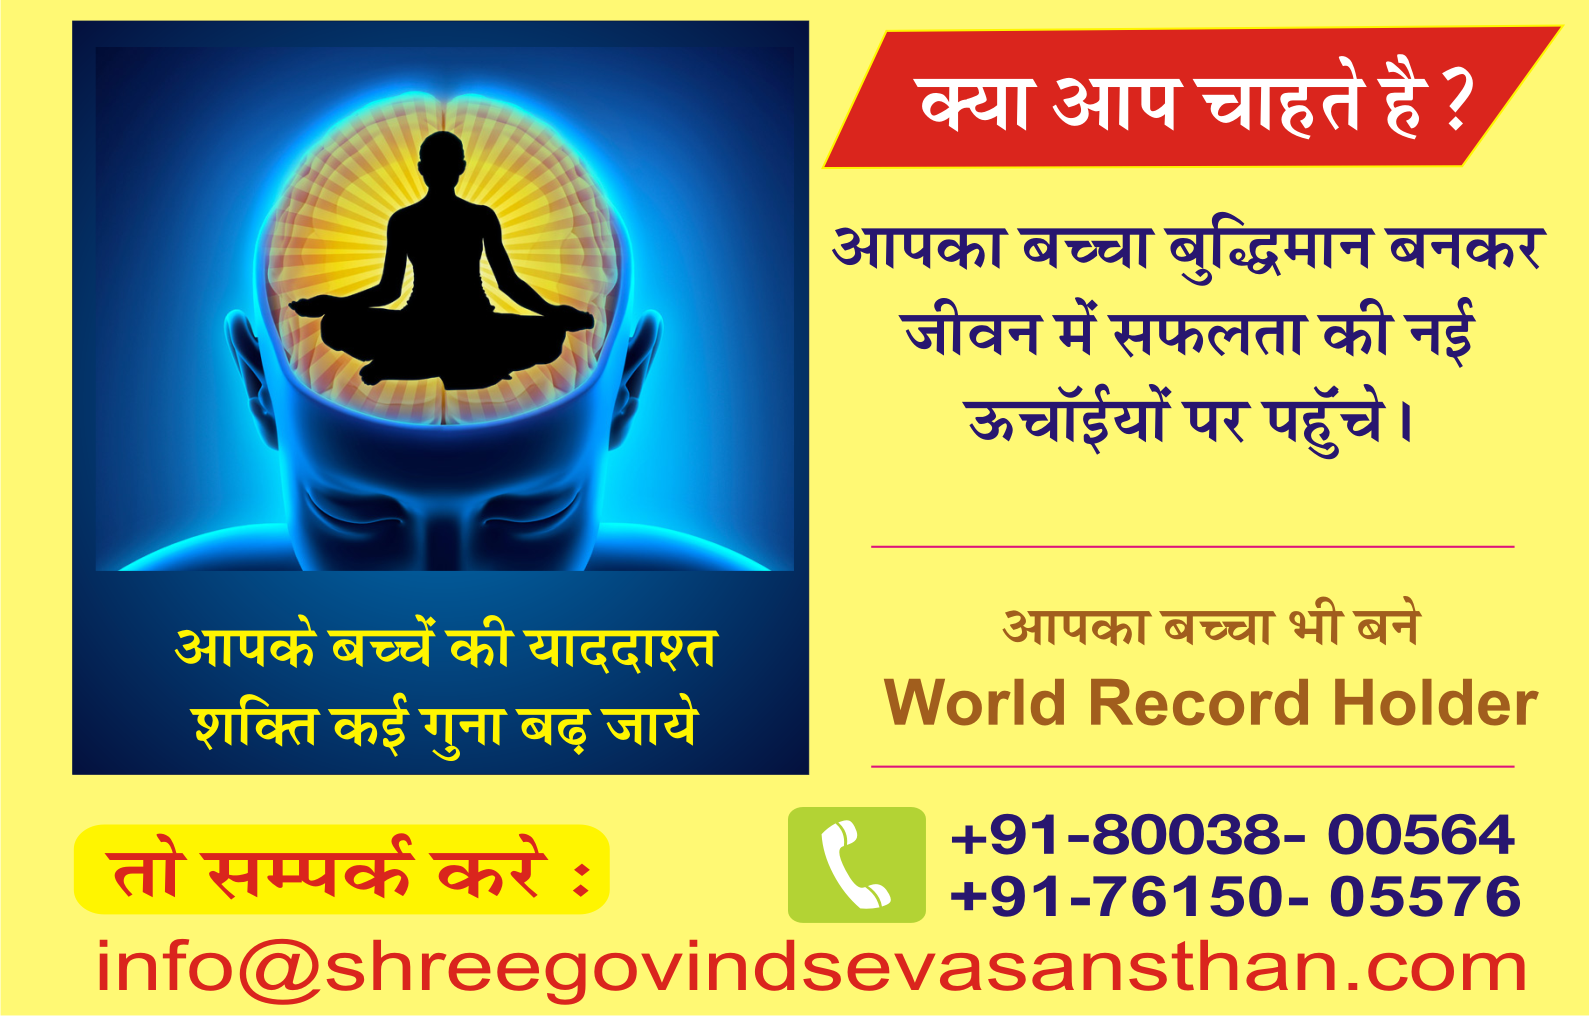 क्या आप चाहते है ?
आपका बच्चा बुद्धिमान बनकर
जीवन में सफलता की नई
ऊचॉईयों पर पहुॅंचे।
आपका बच्चा भी बने
World Record Holder
आपके बच्चें की याददाश्त
शक्ति कई गुना बढ़ जाये
तो सम्पर्क करे :
+91-80038- 00564
+91-76150- 05576
info@shreegovindsevasansthan.com